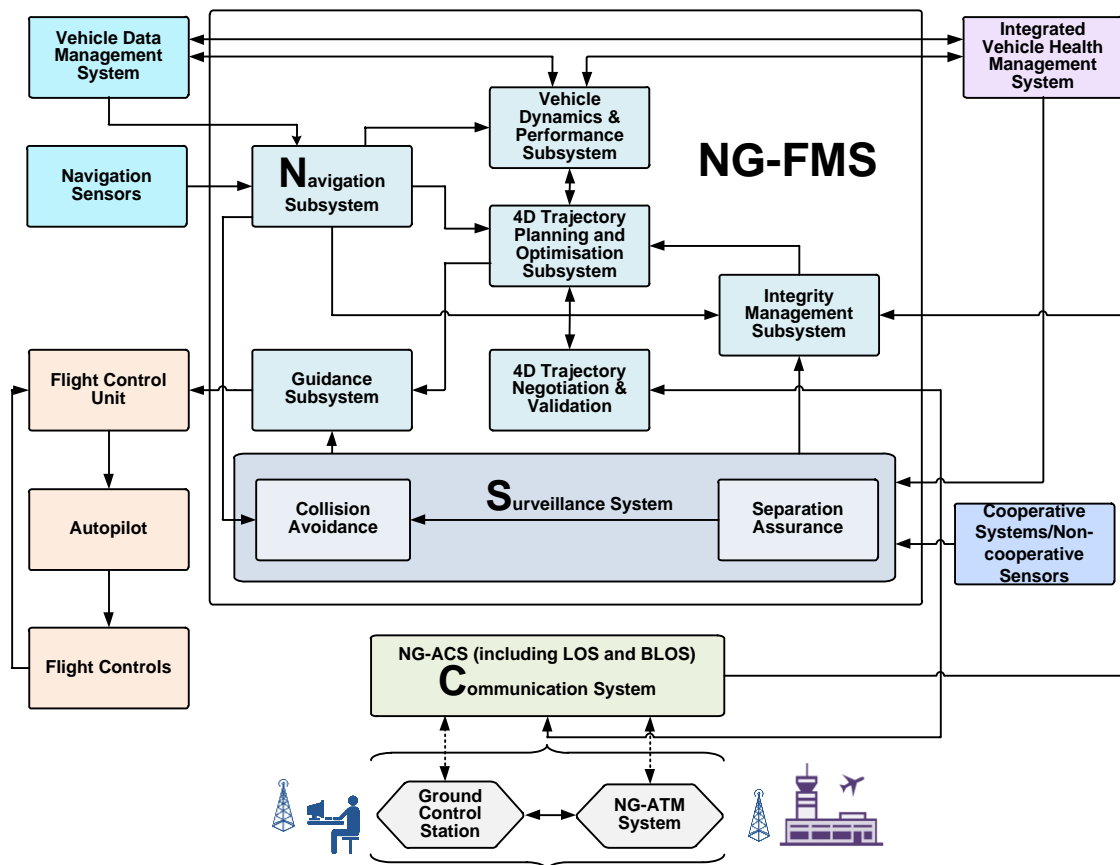 Vehicle Data
Management
System
Integrated
Vehicle Health
Management
System
Vehicle
Dynamics &
Performance
Subsystem
NG-FMS
Navigation
Sensors
Navigation
Subsystem
4D Trajectory
Planning and
Optimisation
Subsystem
Integrity
Management
Subsystem
Flight Control
Unit
Guidance
Subsystem
4D Trajectory
Negotiation &
Validation
Surveillance System
Collision
Avoidance
Separation
Assurance
Autopilot
Cooperative
Systems/Non-
cooperative
Sensors
Flight Controls
NG-ACS (including LOS and BLOS)
Communication System
Ground
Control
Station
NG-ATM
System